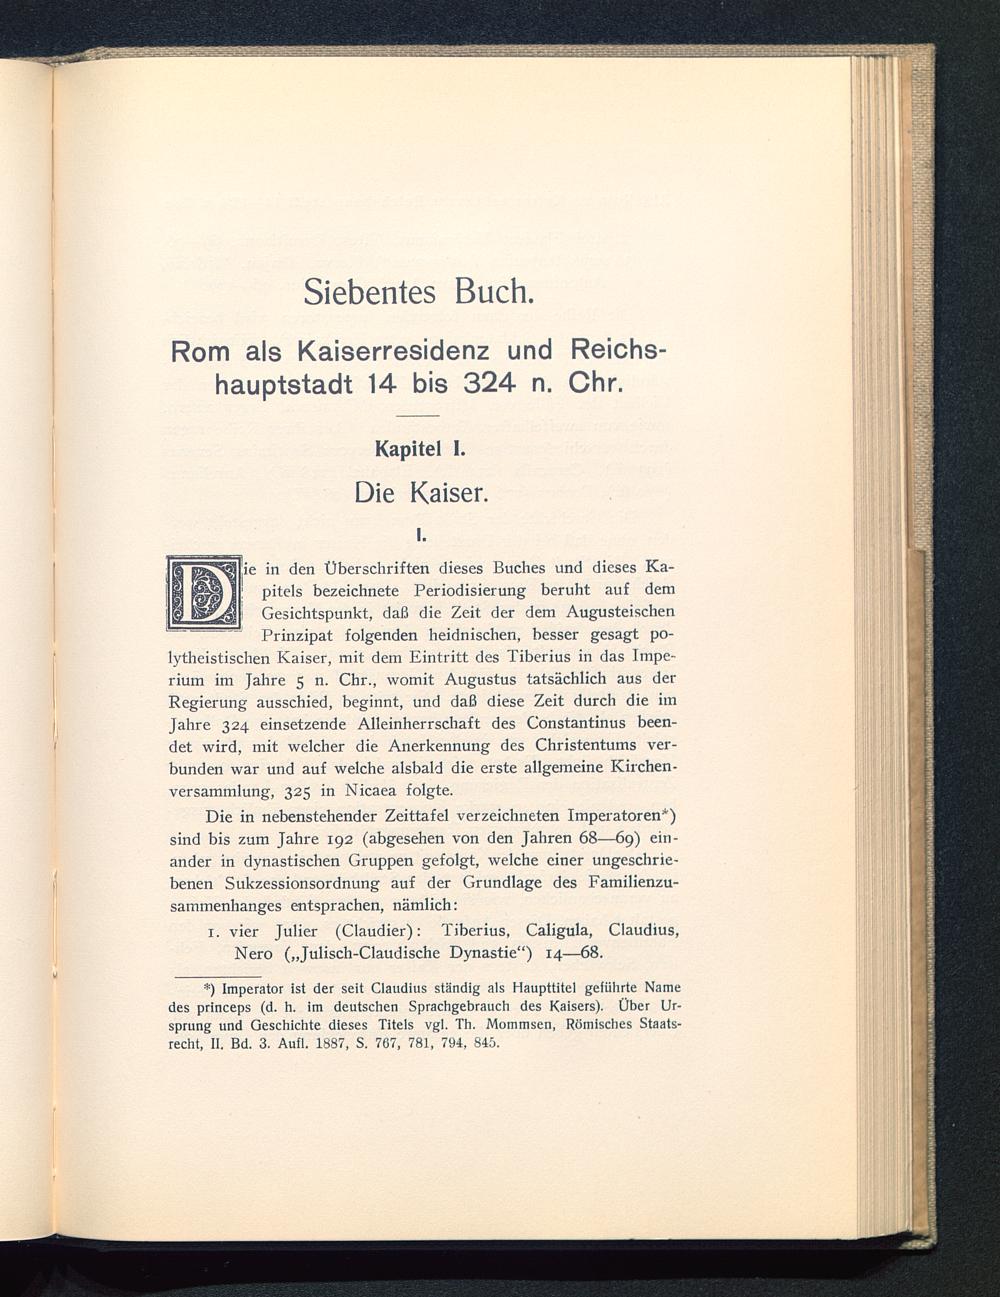 Siebentes Buch.
Rom als Kaiserresidenz und Reichs-
hauptstadt 14 bis 324 n. Chr.
Kapitel I.
Die Kaiser.
I.
Die in den Überschriften dieses Buches und dieses Ka-
pitels bezeichnete Periodisierung beruht auf dem
Gesichtspunkt, daß die Zeit der dem Augusteischen
Prinzipat folgenden heidnischen, besser gesagt po-
lytheistischen Kaiser, mit dem Eintritt des Tiberius in das Impe-
rium im Jahre 5 n. Chr., womit Augustus tatsächlich aus der
Regierung ausschied, beginnt, und daß diese Zeit durch die im
Jahre 324 einsetzende Alleinherrschaft des Constantinus been-
det wird, mit welcher die Anerkennung des Christentums ver-
bunden war und auf welche alsbald die erste allgemeine Kirchen-
versammlung, 325 in Nicaea folgte.
Die in nebenstehender Zeittafel verzeichneten Imperatoren*)
sind bis zum Jahre 192 (abgesehen von den Jahren 68—69) ein-
ander in dynastischen Gruppen gefolgt, welche einer ungeschrie-
benen Sukzessionsordnung auf der Grundlage des Familienzu-
sammenhanges entsprachen, nämlich:
1. vier Julier (Claudier): Tiberius, Caligula, Claudius,
Nero („Julisch-Claudische Dynastie“) 14—68.
*) Imperator ist der seit Claudius ständig als Haupttitel geführte Name
des princeps (d. h. im deutschen Sprachgebrauch des Kaisers). Über Ur-
sprung und Geschichte dieses Titels vgl. Th. Mommsen, Römisches Staats-
recht, II. Bd. 3. Aufl. 1887, S. 767, 781, 794, 845.